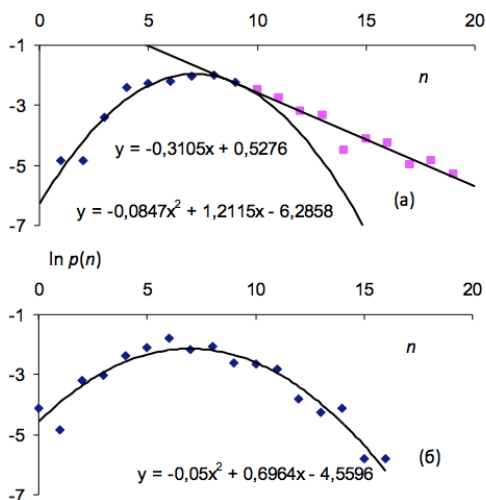 0 5 10 15 20
-1
n
-3
y = -0,3105x + 0,5276
-5
(а)
y = -0,0847x² + 1,2115x - 6,2858
-7
ln p(n)
0 5 10 15 20
-1
n
-3
-5
(б)
y = -0,05x² + 0,6964x - 4,5596
-7